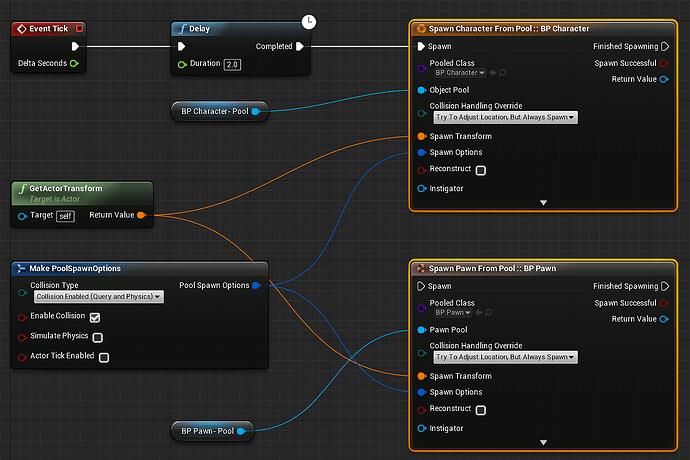 Event Tick
Delta Seconds
Delay
Completed
Duration 2.0
BP Character- Pool
GetActorTransform
Target is Actor
Target self Return Value
Make PoolSpawnOptions
Collision Type
Pool Spawn Options
Collision Enabled (Query and Physics)
Enable Collision
Simulate Physics
Actor Tick Enabled
BP Pawn- Pool
Spawn Character From Pool :: BP Character
Spawn Finished Spawning
Pooled Class Spawn Successful
BP Character
Return Value
Object Pool
Collision Handling Override
Try To Adjust Location, But Always Spawn
Spawn Transform
Spawn Options
Reconstruct
Instigator
Spawn Pawn From Pool :: BP Pawn
Spawn Finished Spawning
Pooled Class Spawn Successful
BP Pawn
Return Value
Pawn Pool
Collision Handling Override
Try To Adjust Location, But Always Spawn
Spawn Transform
Spawn Options
Reconstruct
Instigator